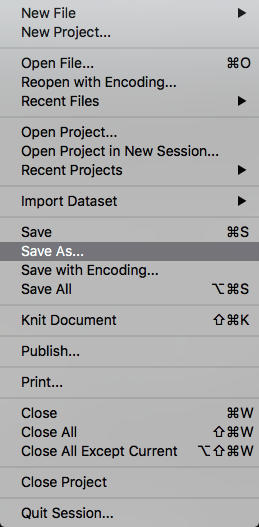 New File ▶
New Project...
Open File... ⌘O
Reopen with Encoding...
Recent Files ▶
Open Project...
Open Project in New Session...
Recent Projects ▶
Import Dataset ▶
Save ⌘S
Save As...
Save with Encoding...
Save All ⌥⌘S
Knit Document ⇧⌘K
Publish...
Print...
Close ⌘W
Close All ⇧⌘W
Close All Except Current ⌥⇧⌘W
Close Project
Quit Session...